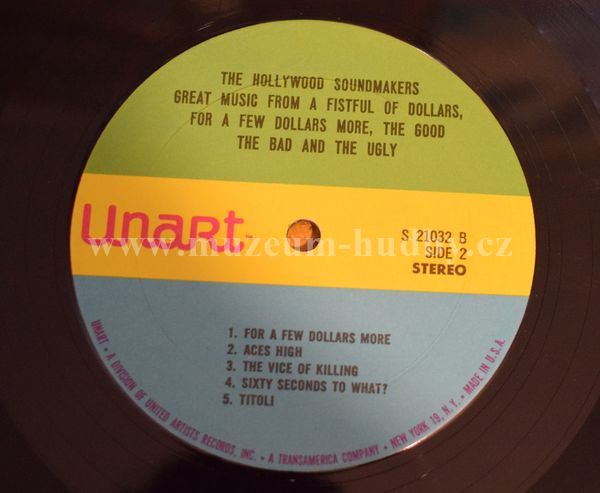 THE HOLLYWOOD SOUNDMAKERS
GREAT MUSIC FROM A FISTFUL OF DOLLARS,
FOR A FEW DOLLARS MORE, THE GOOD
THE BAD AND THE UGLY
UnaRt™
S 21032 B
SIDE 2
STEREO
www.muzeum-hudby.cz
1. FOR A FEW DOLLARS MORE
2. ACES HIGH
3. THE VICE OF KILLING
4. SIXTY SECONDS TO WHAT?
5. TITOLI
UNART • A DIVISION OF UNITED ARTISTS RECORDS, INC. • A TRANSAMERICA COMPANY • NEW YORK 19, N.Y. • MADE IN U.S.A.